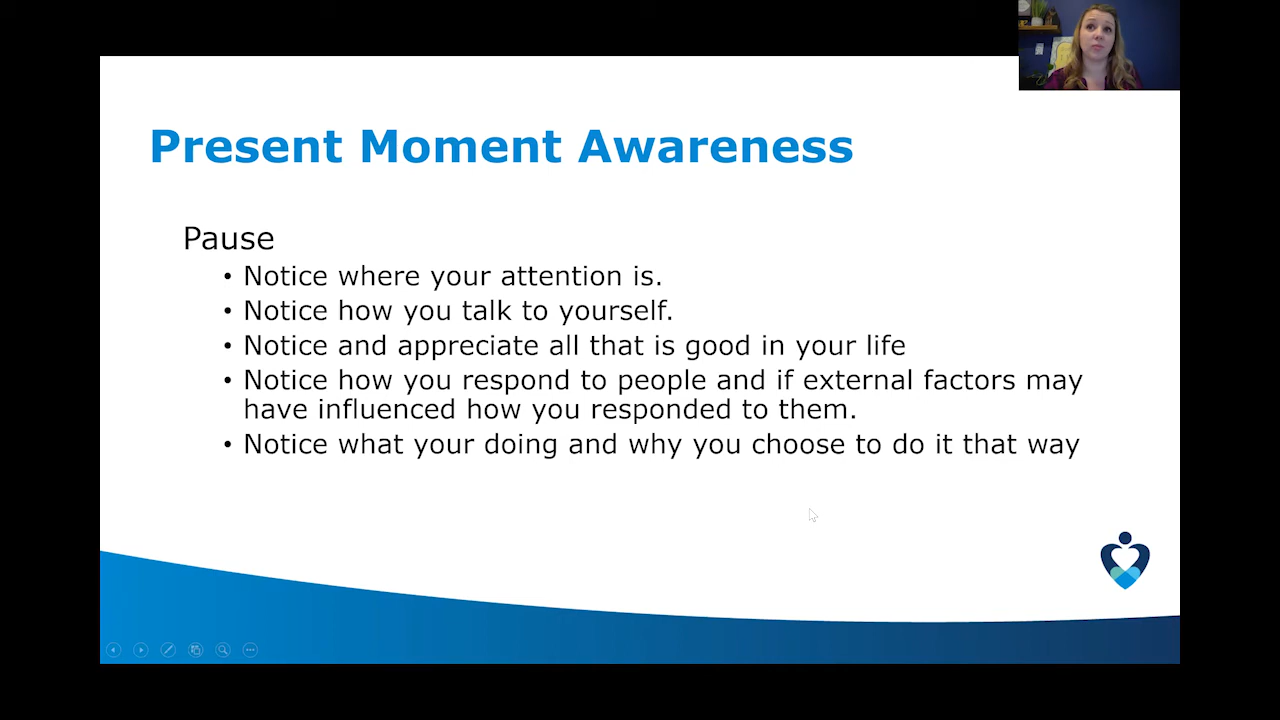 Present Moment Awareness
Pause
• Notice where your attention is.
• Notice how you talk to yourself.
• Notice and appreciate all that is good in your life
• Notice how you respond to people and if external factors may
have influenced how you responded to them.
• Notice what your doing and why you choose to do it that way